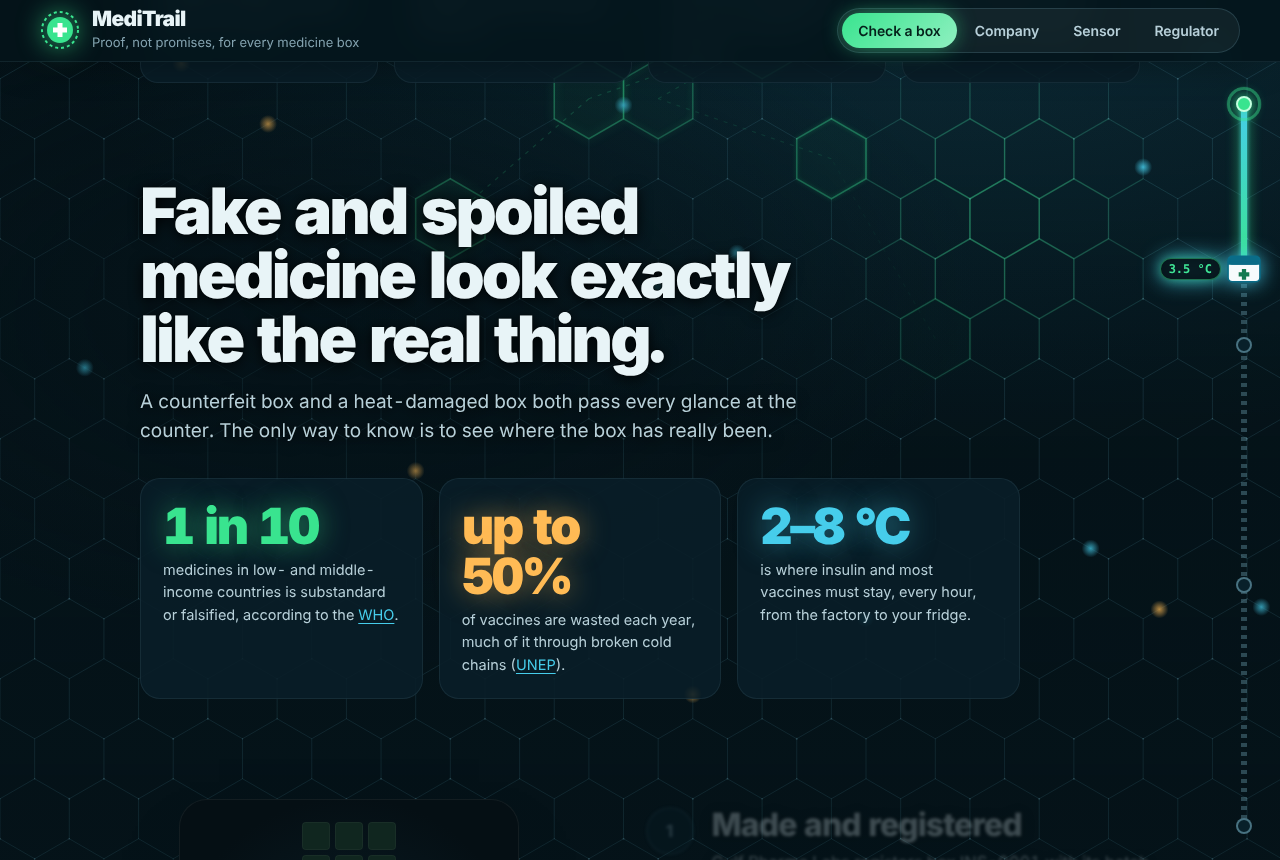 MediTrail
Proof, not promises, for every medicine box
Check a box
Company
Sensor
Regulator
3.5 °C
Fake and spoiled
medicine look exactly
like the real thing.
A counterfeit box and a heat-damaged box both pass every glance at the
counter. The only way to know is to see where the box has really been.
1 in 10
medicines in low- and middle-
income countries is substandard
or falsified, according to the WHO.
up to
50%
of vaccines are wasted each year,
much of it through broken cold
chains (UNEP).
2–8 °C
is where insulin and most
vaccines must stay, every hour,
from the factory to your fridge.
1
Made and registered